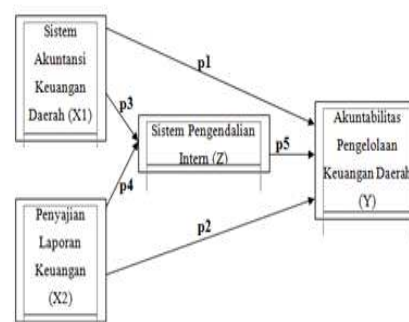 Sistem
Akuntansi
Keuangan
Daerah (X1)
p1
p3
Sistem Pengendalian
Intern (Z)
p5
Akuntabilitas
Pengelolaan
Keuangan Daerah
(Y)
p4
Penyajian
Laporan
Keuangan
(X2)
p2